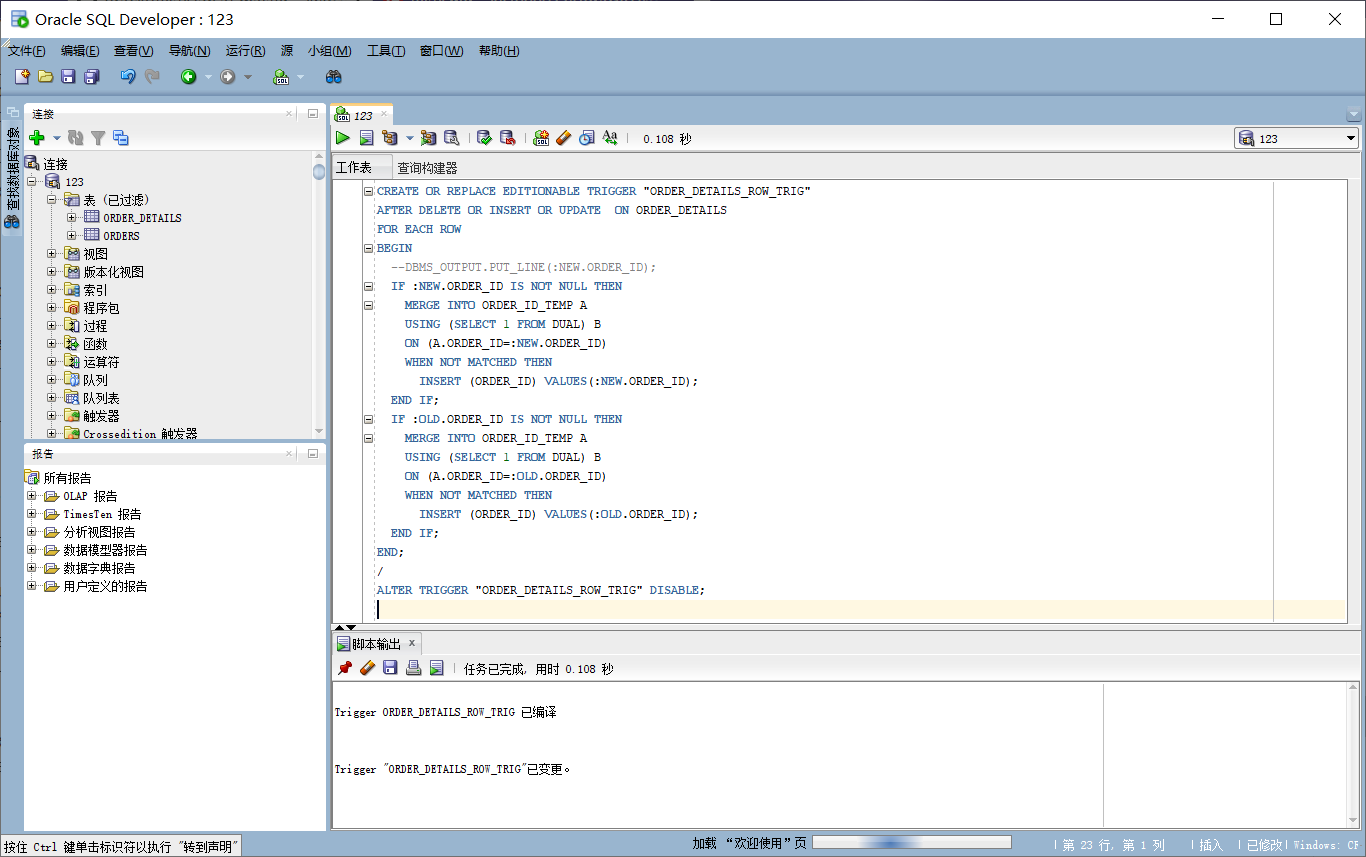 Oracle SQL Developer : 123
文件(F) 编辑(E) 查看(V) 导航(N) 运行(R) 源 小组(M) 工具(T) 窗口(W) 帮助(H)
查找数据库对象
连接
连接
123
表 (已过滤)
ORDER_DETAILS
ORDERS
视图
版本化视图
索引
程序包
过程
函数
运算符
队列
队列表
触发器
Crossedition 触发器
报告
所有报告
OLAP 报告
TimesTen 报告
分析视图报告
数据模型器报告
数据字典报告
用户定义的报告
123
0.108 秒
123
工作表 查询构建器
CREATE OR REPLACE EDITIONABLE TRIGGER "ORDER_DETAILS_ROW_TRIG"
AFTER DELETE OR INSERT OR UPDATE  ON ORDER_DETAILS
FOR EACH ROW
BEGIN
  --DBMS_OUTPUT.PUT_LINE(:NEW.ORDER_ID);
  IF :NEW.ORDER_ID IS NOT NULL THEN
    MERGE INTO ORDER_ID_TEMP A
    USING (SELECT 1 FROM DUAL) B
    ON (A.ORDER_ID=:NEW.ORDER_ID)
    WHEN NOT MATCHED THEN
      INSERT (ORDER_ID) VALUES(:NEW.ORDER_ID);
  END IF;
  IF :OLD.ORDER_ID IS NOT NULL THEN
    MERGE INTO ORDER_ID_TEMP A
    USING (SELECT 1 FROM DUAL) B
    ON (A.ORDER_ID=:OLD.ORDER_ID)
    WHEN NOT MATCHED THEN
      INSERT (ORDER_ID) VALUES(:OLD.ORDER_ID);
  END IF;
END;
/
ALTER TRIGGER "ORDER_DETAILS_ROW_TRIG" DISABLE;
脚本输出
任务已完成, 用时 0.108 秒
Trigger ORDER_DETAILS_ROW_TRIG 已编译
Trigger "ORDER_DETAILS_ROW_TRIG"已变更。
按住 Ctrl 键单击标识符以执行 "转到声明"
加载 “欢迎使用” 页
第 23 行, 第 1 列 | 插入 | 已修改| Windows: CF